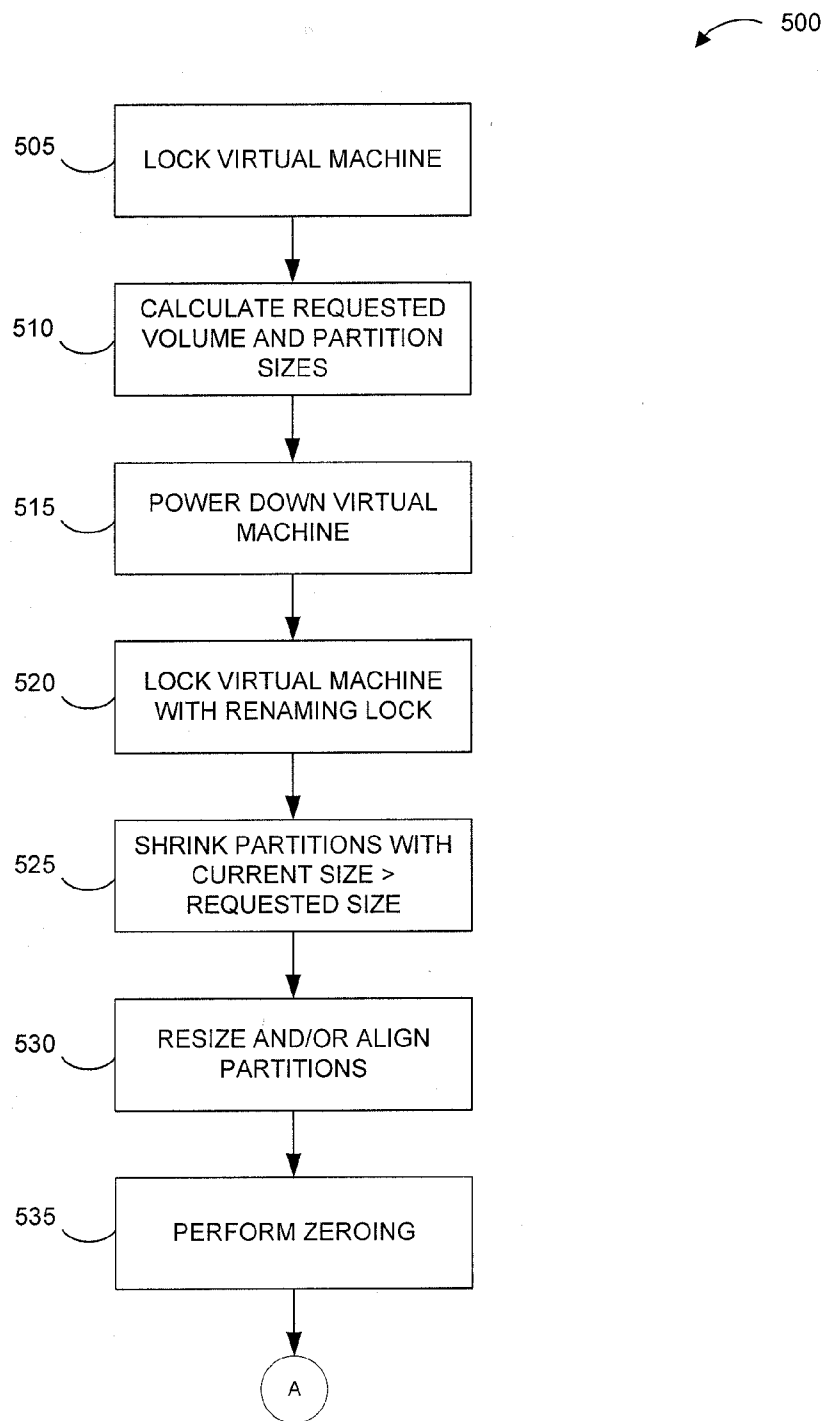 500
505
LOCK VIRTUAL MACHINE
510
CALCULATE REQUESTED
VOLUME AND PARTITION
SIZES
515
POWER DOWN VIRTUAL
MACHINE
520
LOCK VIRTUAL MACHINE
WITH RENAMING LOCK
525
SHRINK PARTITIONS WITH
CURRENT SIZE >
REQUESTED SIZE
530
RESIZE AND/OR ALIGN
PARTITIONS
535
PERFORM ZEROING
A